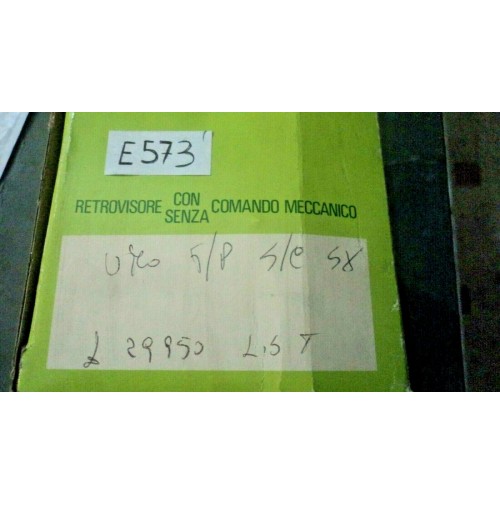 E573
RETROVISORE CON SENZA COMANDO MECCANICO
UNO 5/P S/C SX
£ 29950 LIST